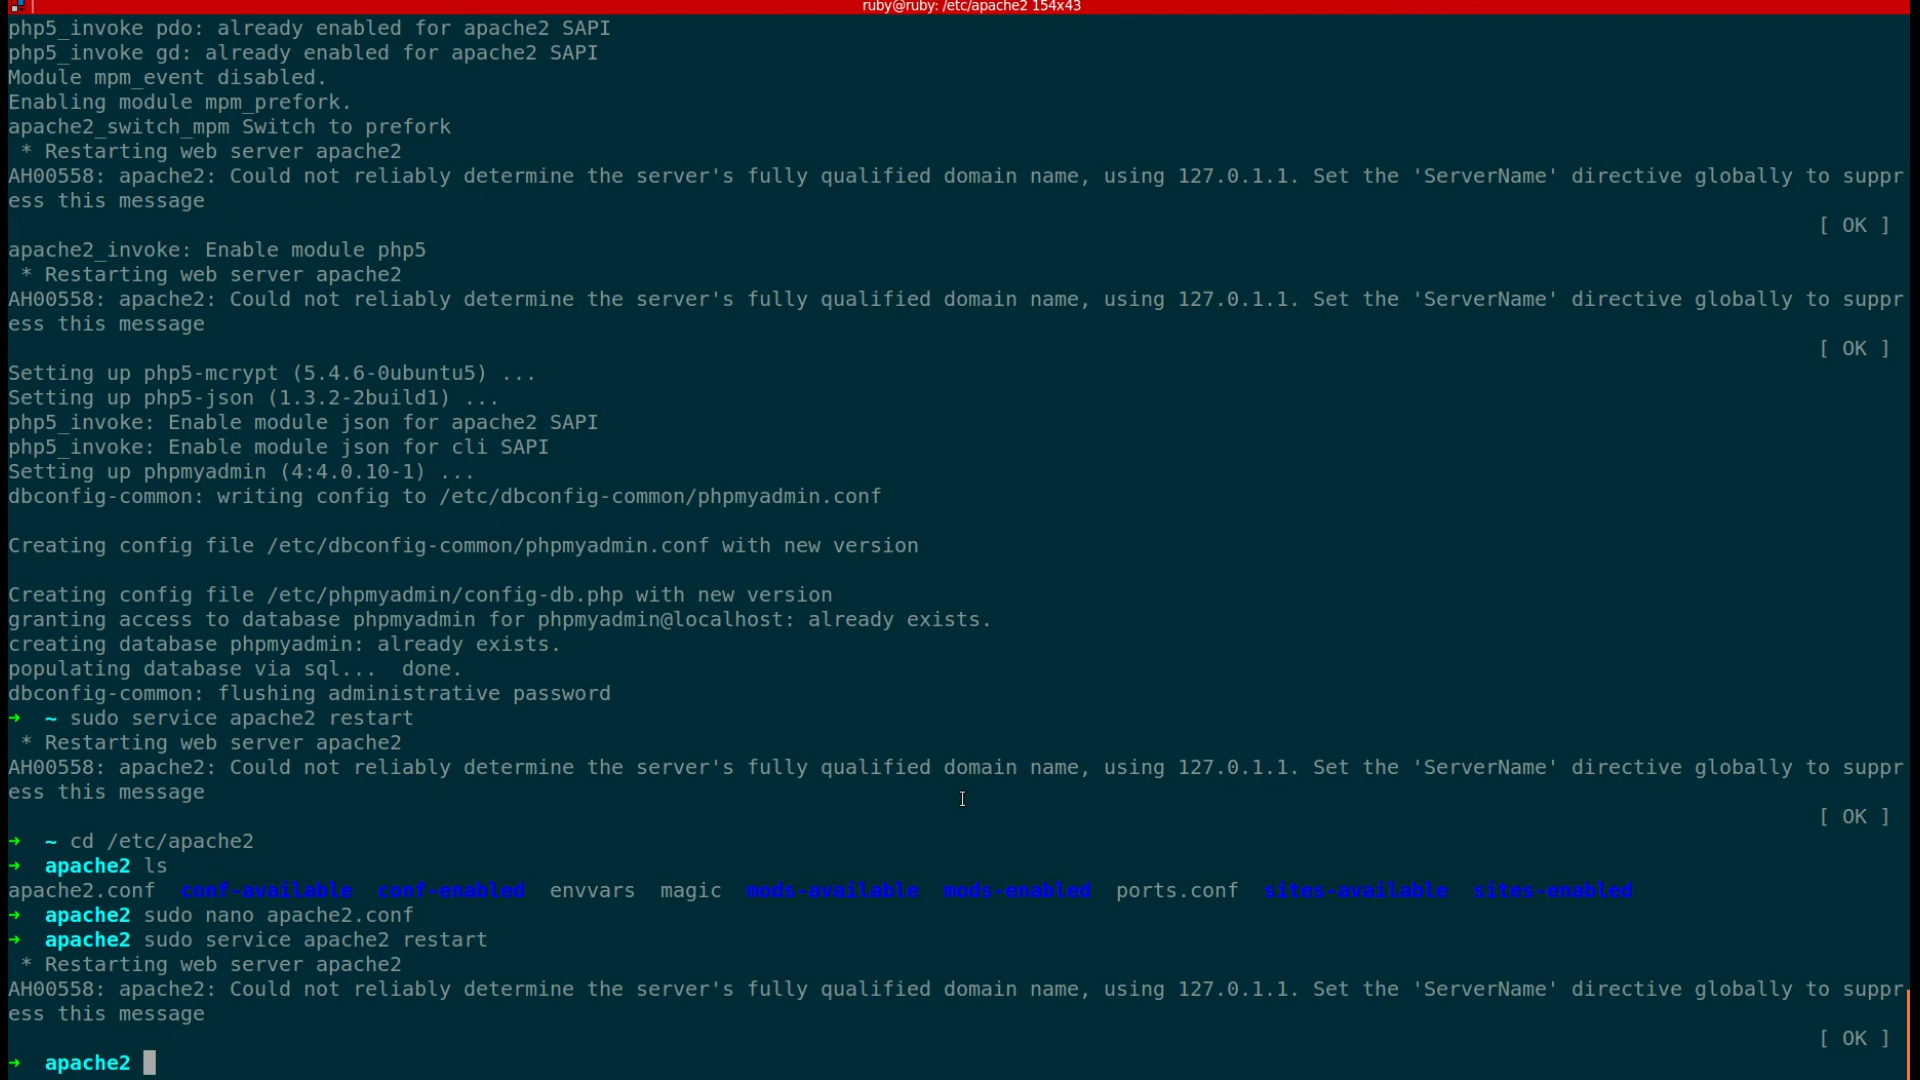 ruby@ruby: /etc/apache2 154x43
php5_invoke pdo: already enabled for apache2 SAPI
php5_invoke gd: already enabled for apache2 SAPI
Module mpm_event disabled.
Enabling module mpm_prefork.
apache2_switch_mpm Switch to prefork
 * Restarting web server apache2
AH00558: apache2: Could not reliably determine the server's fully qualified domain name, using 127.0.1.1. Set the 'ServerName' directive globally to suppr
ess this message
[ OK ]
apache2_invoke: Enable module php5
 * Restarting web server apache2
AH00558: apache2: Could not reliably determine the server's fully qualified domain name, using 127.0.1.1. Set the 'ServerName' directive globally to suppr
ess this message
[ OK ]
Setting up php5-mcrypt (5.4.6-0ubuntu5) ...
Setting up php5-json (1.3.2-2build1) ...
php5_invoke: Enable module json for apache2 SAPI
php5_invoke: Enable module json for cli SAPI
Setting up phpmyadmin (4:4.0.10-1) ...
dbconfig-common: writing config to /etc/dbconfig-common/phpmyadmin.conf
Creating config file /etc/dbconfig-common/phpmyadmin.conf with new version
Creating config file /etc/phpmyadmin/config-db.php with new version
granting access to database phpmyadmin for phpmyadmin@localhost: already exists.
creating database phpmyadmin: already exists.
populating database via sql...  done.
dbconfig-common: flushing administrative password
➜  ~ sudo service apache2 restart
 * Restarting web server apache2
AH00558: apache2: Could not reliably determine the server's fully qualified domain name, using 127.0.1.1. Set the 'ServerName' directive globally to suppr
ess this message
[ OK ]
➜  ~ cd /etc/apache2
➜  apache2 ls
apache2.conf  conf-available  conf-enabled  envvars  magic  mods-available  mods-enabled  ports.conf  sites-available  sites-enabled
➜  apache2 sudo nano apache2.conf
➜  apache2 sudo service apache2 restart
 * Restarting web server apache2
AH00558: apache2: Could not reliably determine the server's fully qualified domain name, using 127.0.1.1. Set the 'ServerName' directive globally to suppr
ess this message
[ OK ]
➜  apache2